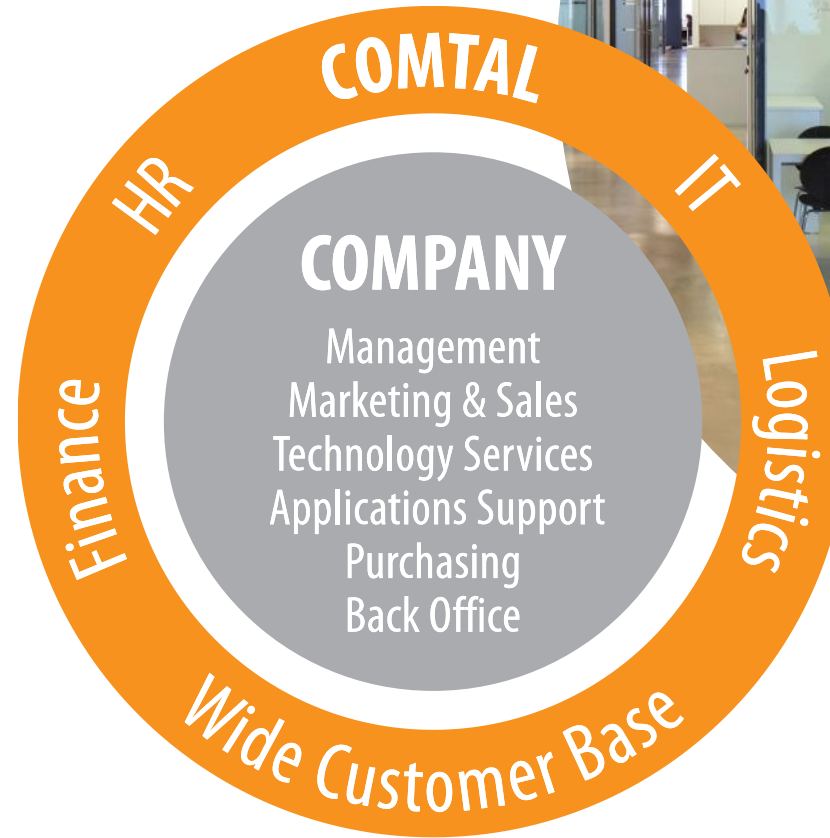 COMTAL
HR
IT
Finance
Logistics
Wide Customer Base
COMPANY
Management
Marketing & Sales
Technology Services
Applications Support
Purchasing
Back Office